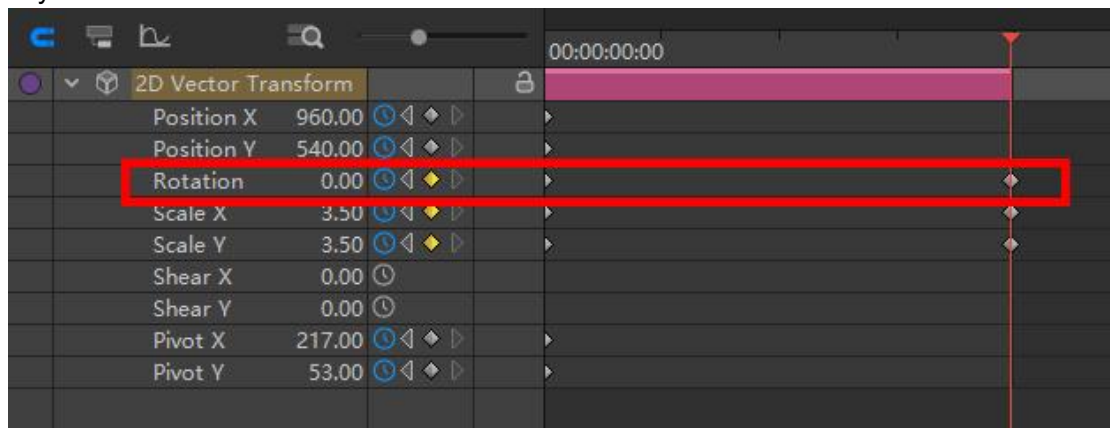 00:00:00:00
2D Vector Transform
Position X 960.00
Position Y 540.00
Rotation 0.00
Scale X 3.50
Scale Y 3.50
Shear X 0.00
Shear Y 0.00
Pivot X 217.00
Pivot Y 53.00